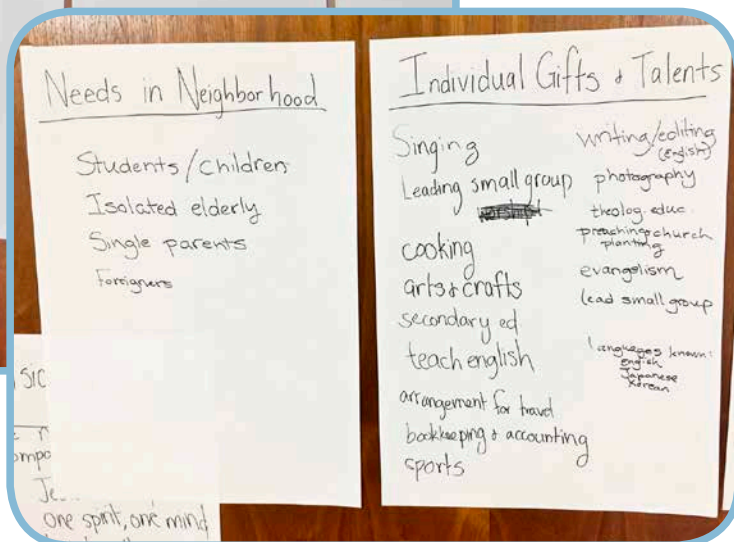 Needs in Neighborhood
Students/children
Isolated elderly
Single parents
Foreigners
Individual Gifts & Talents
Singing
Leading small group
cooking
arts & crafts
secondary ed
teach english
arrangement for travel
bookkeeping & accounting
sports
writing/editing
(English)
photography
theolog. educ.
preaching church
planting
evangelism
lead small group
languages known:
English
Japanese
Korean
one spirit, one mind